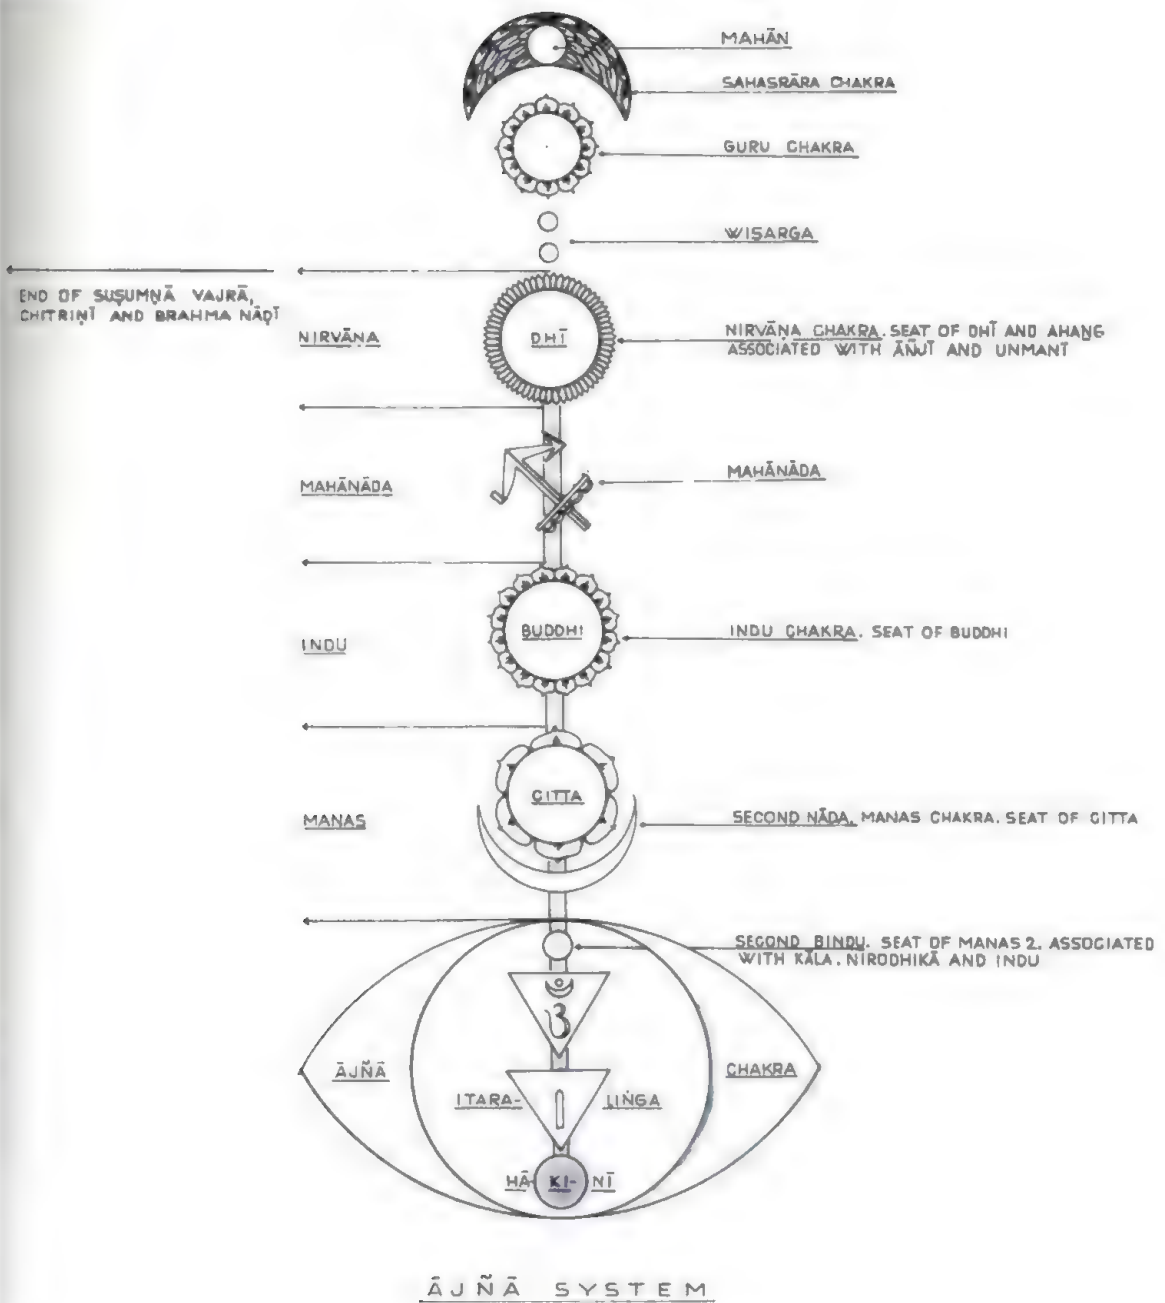 MAHĀN
SAHASRĀRA CHAKRA
GURU CHAKRA
WIṢARGA
END OF SUṢUMṆĀ VAJRĀ,
CHITRIṆĪ AND BRAHMA NĀḌĪ
NIRVĀṆA
DHĪ
NIRVĀṆA CHAKRA. SEAT OF DHĪ AND AHAṄG
ASSOCIATED WITH ĀÑJĪ AND UNMANĪ
MAHĀNĀDA
MAHĀNĀDA
BUDDHI
INDU CHAKRA. SEAT OF BUDDHI
INDU
CITTA
MANAS
SECOND NĀDA. MANAS CHAKRA. SEAT OF CITTA
SECOND BINDU. SEAT OF MANAS 2. ASSOCIATED
WITH KĀLA. NIRODHIKĀ AND INDU
ĀJÑĀ CHAKRA
ITARA- LIṄGA
HĀ- KI- NĪ
ĀJÑĀ SYSTEM